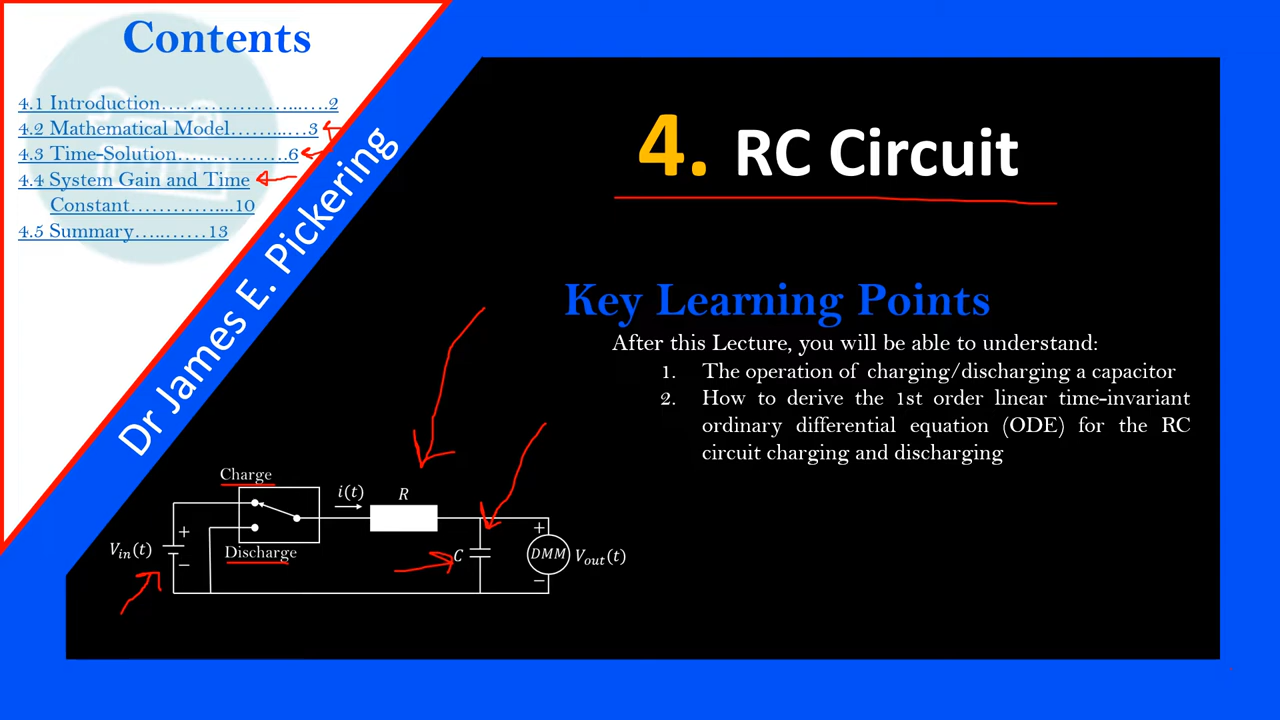 Contents
4.1 Introduction………………...….2
4.2 Mathematical Model……...…3
4.3 Time-Solution…………….6
4.4 System Gain and Time
Constant…………....10
4.5 Summary…..……13
Dr James E. Pickering
4. RC Circuit
Key Learning Points
After this Lecture, you will be able to understand:
1. The operation of charging/discharging a capacitor
2. How to derive the 1st order linear time-invariant
ordinary differential equation (ODE) for the RC
circuit charging and discharging
Charge
i(t)
R
+
Vin(t)
−
Discharge
C
+
DMM
Vout(t)
−